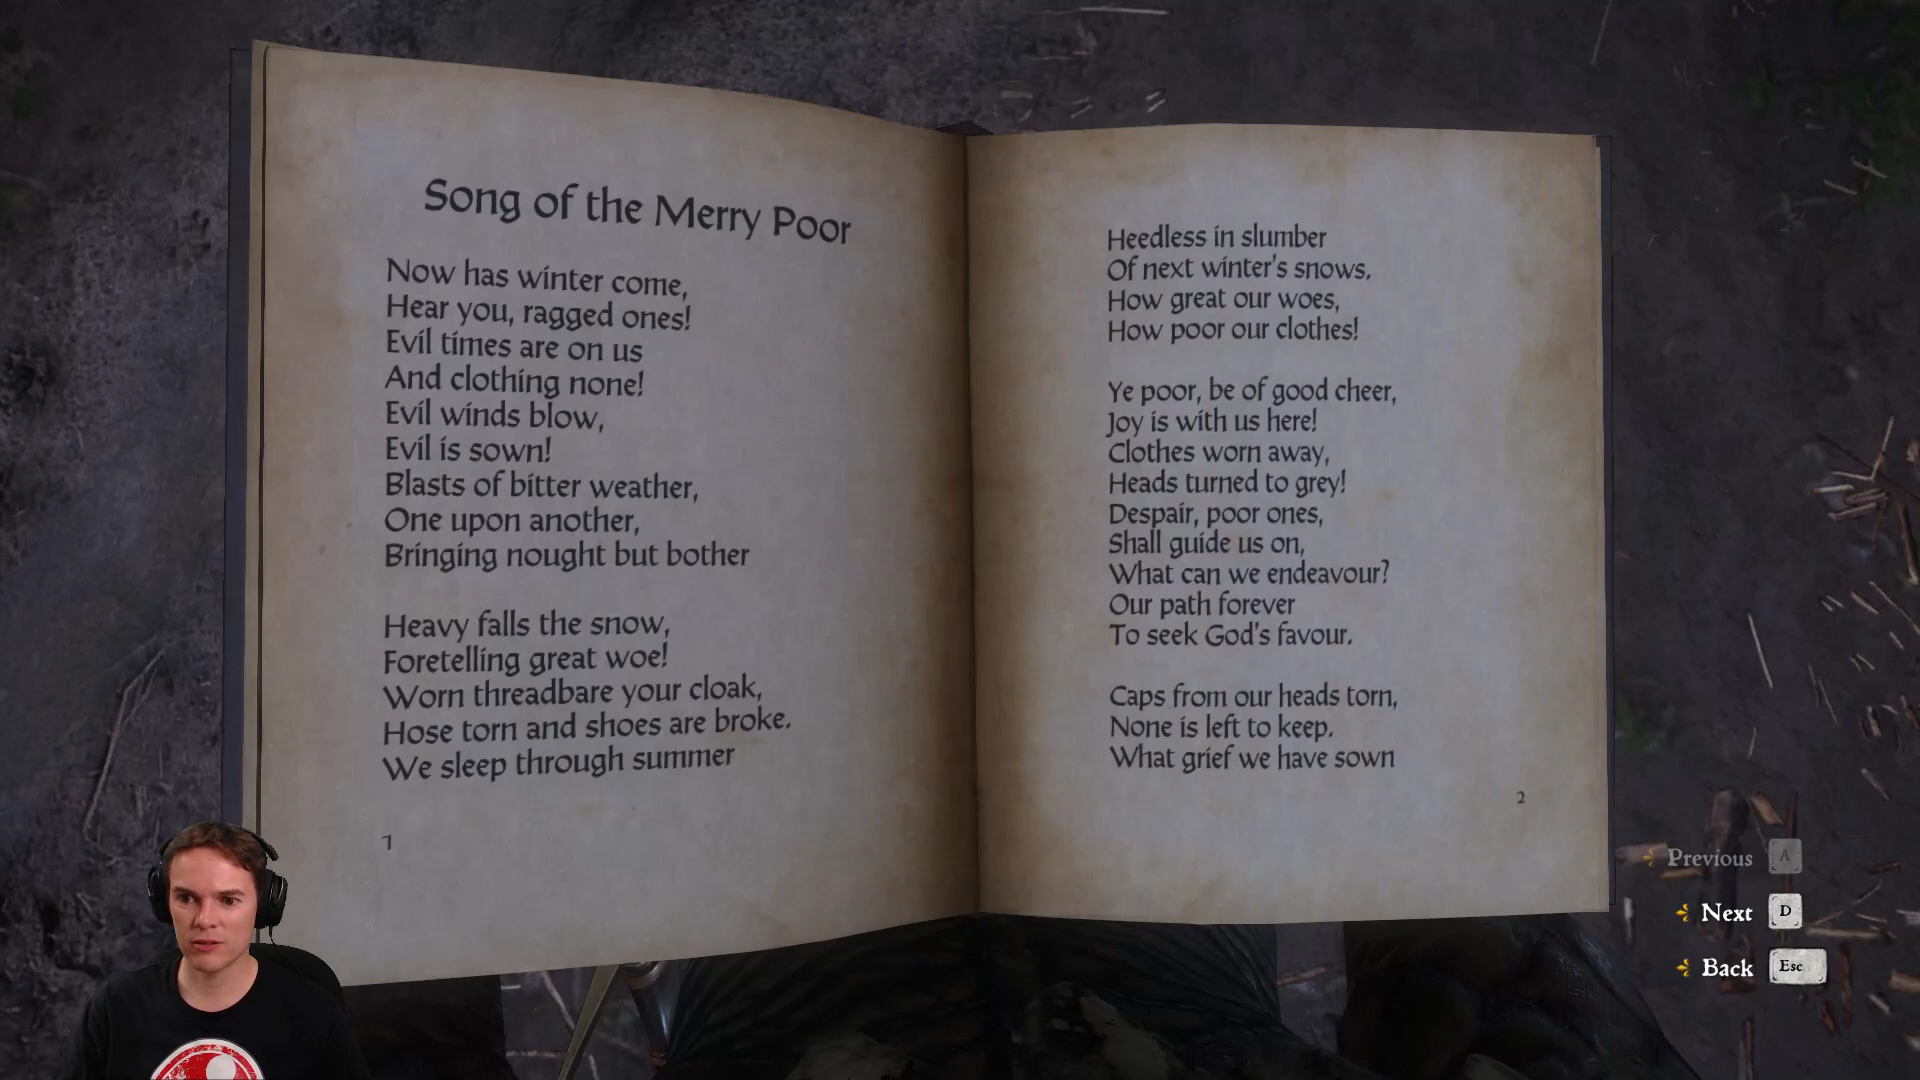 Song of the Merry Poor
Now has winter come,
Hear you, ragged ones!
Evil times are on us
And clothing none!
Evil winds blow,
Evil is sown!
Blasts of bitter weather,
One upon another,
Bringing nought but bother
Heavy falls the snow,
Foretelling great woe!
Worn threadbare your cloak,
Hose torn and shoes are broke.
We sleep through summer
1
Heedless in slumber
Of next winter's snows.
How great our woes,
How poor our clothes!
Ye poor, be of good cheer,
Joy is with us here!
Clothes worn away,
Heads turned to grey!
Despair, poor ones,
Shall guide us on,
What can we endeavour?
Our path forever
To seek God's favour.
Caps from our heads torn,
None is left to keep.
What grief we have sown
2
Previous A
Next D
Back Esc